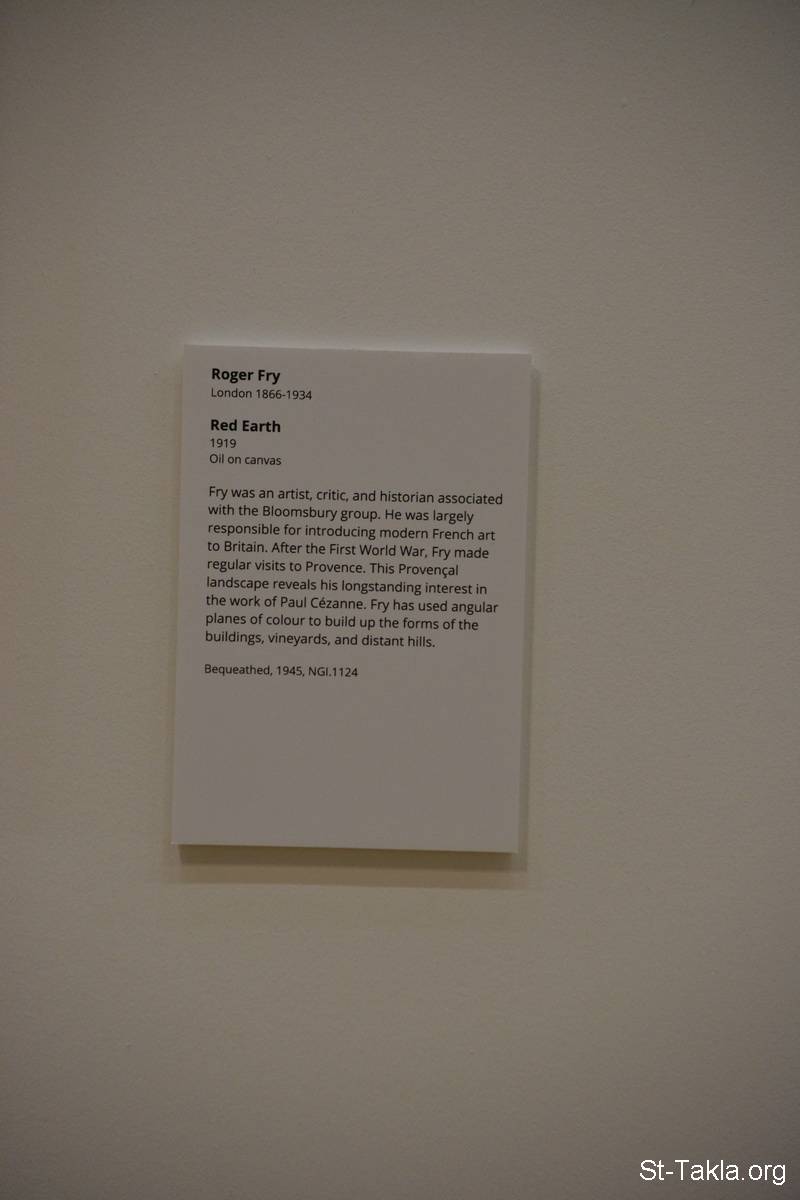 Roger Fry
London 1866-1934
Red Earth
1919
Oil on canvas
Fry was an artist, critic, and historian associated
with the Bloomsbury group. He was largely
responsible for introducing modern French art
to Britain. After the First World War, Fry made
regular visits to Provence. This Provençal
landscape reveals his longstanding interest in
the work of Paul Cézanne. Fry has used angular
planes of colour to build up the forms of the
buildings, vineyards, and distant hills.
Bequeathed, 1945, NGI.1124
St-Takla.org